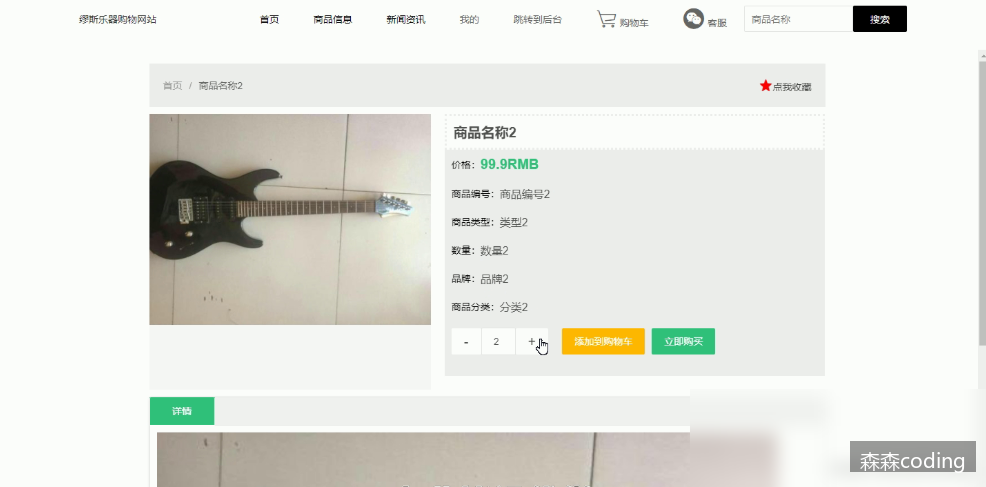 缪斯乐器购物网站 首页 商品信息 新闻资讯 我的 跳转到后台 购物车 客服 商品名称 搜索
首页 / 商品名称2 点我收藏
商品名称2
价格：99.9RMB
商品编号：商品编号2
商品类型：类型2
数量：数量2
品牌：品牌2
商品分类：分类2
- 2 + 添加到购物车 立即购买
详情
森森coding